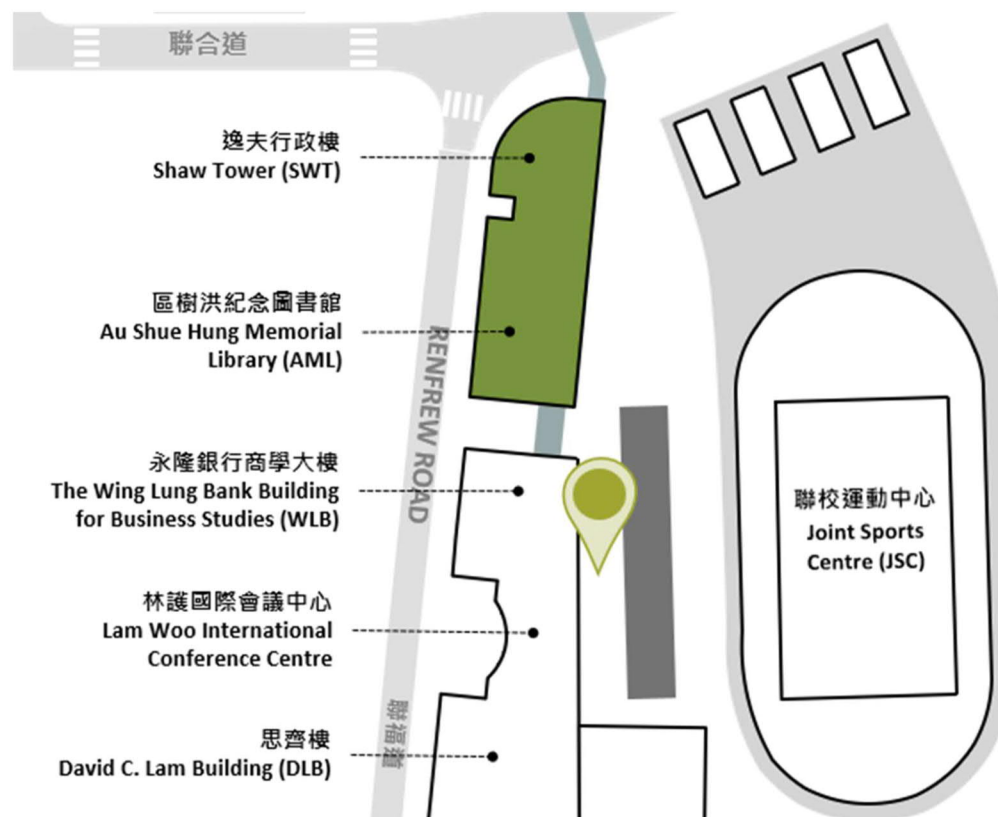 聯合道
逸夫行政樓
Shaw Tower (SWT)
區樹洪紀念圖書館
Au Shue Hung Memorial
Library (AML)
RENFREW ROAD
永隆銀行商學大樓
The Wing Lung Bank Building
for Business Studies (WLB)
聯校運動中心
Joint Sports
Centre (JSC)
林護國際會議中心
Lam Woo International
Conference Centre
聯福道
思齊樓
David C. Lam Building (DLB)